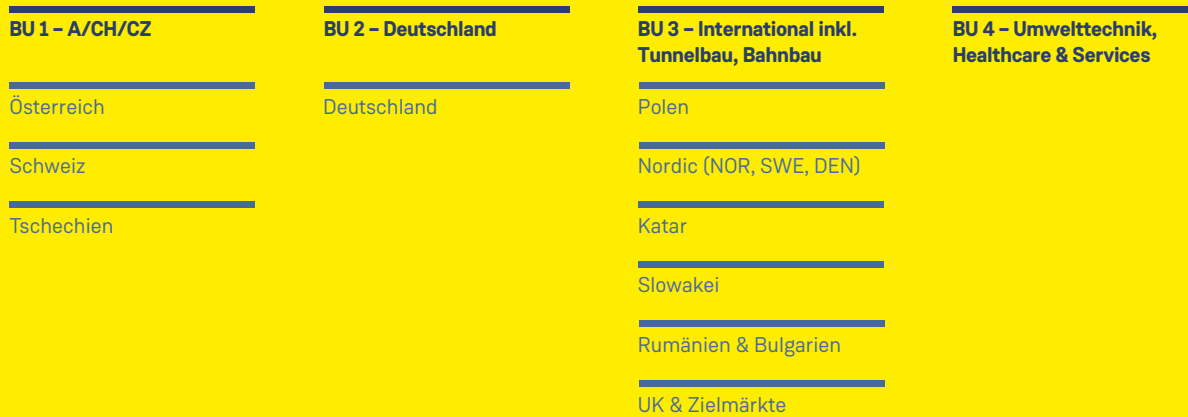 BU 1 – A/CH/CZ
Österreich
Schweiz
Tschechien
BU 2 – Deutschland
Deutschland
BU 3 – International inkl.
Tunnelbau, Bahnbau
Polen
Nordic (NOR, SWE, DEN)
Katar
Slowakei
Rumänien & Bulgarien
UK & Zielmärkte
BU 4 – Umwelttechnik,
Healthcare & Services